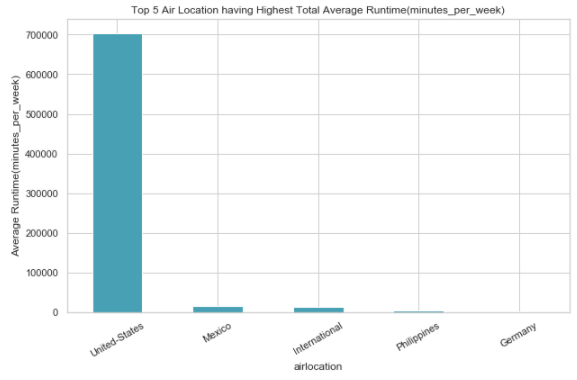 Top 5 Air Location having Highest Total Average Runtime(minutes_per_week)
Average Runtime(minutes_per_week)
700000
600000
500000
400000
300000
200000
100000
0
United-States
Mexico
International
Philippines
Germany
airlocation